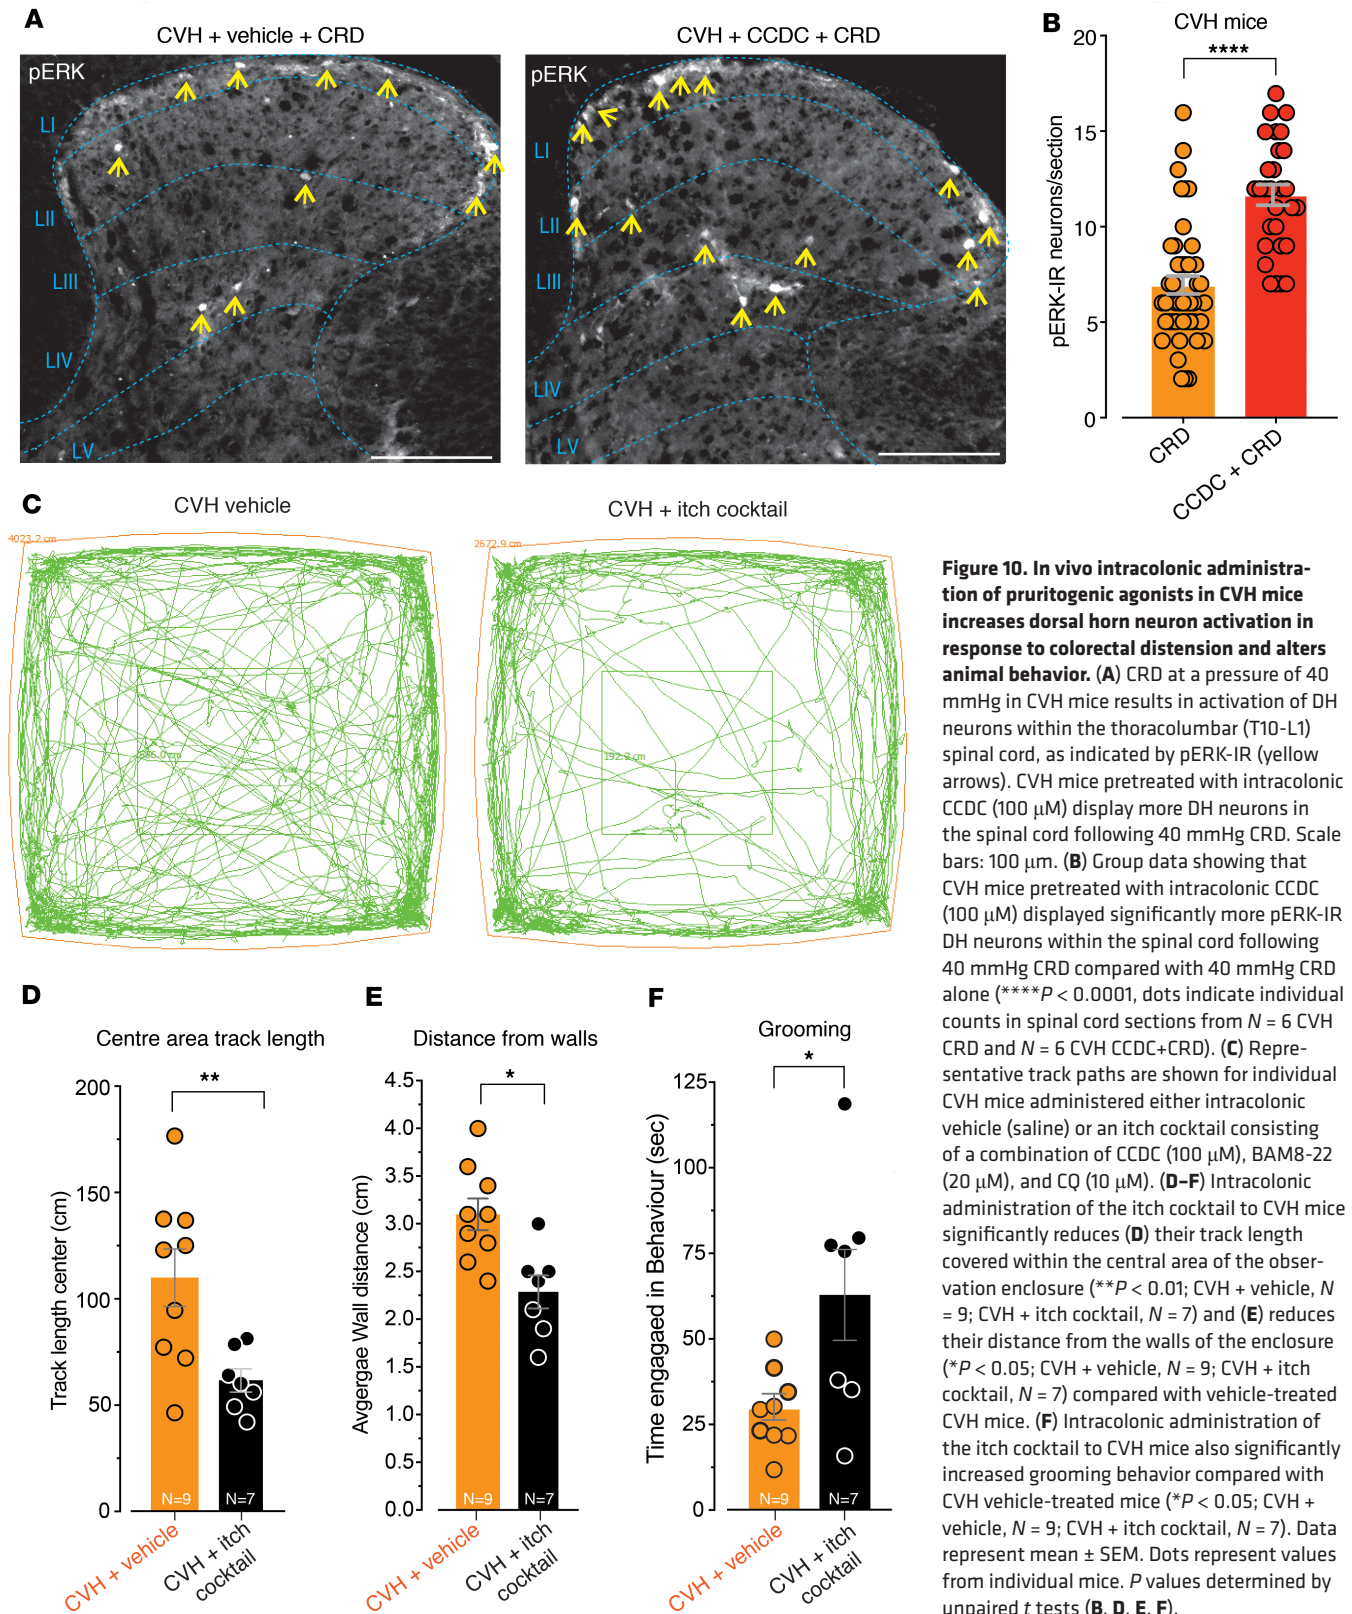 A
CVH + vehicle + CRD
CVH + CCDC + CRD
pERK
LI
LII
LIII
LIV
LV
pERK
LI
LII
LIII
LIV
LV
B
CVH mice
****
pERK-IR neurons/section
20
15
10
5
0
CRD
CCDC + CRD
C
CVH vehicle
CVH + itch cocktail
4023.2 cm
2672.9 cm
192.2 cm
D
Centre area track length
**
Track length center (cm)
200
150
100
50
0
N=9
N=7
CVH + vehicle
CVH + itch
cocktail
E
Distance from walls
*
Avgergae Wall distance (cm)
4.5
4.0
3.5
3.0
2.5
2.0
1.5
1.0
0.5
0.0
N=9
N=7
CVH + vehicle
CVH + itch
cocktail
F
Grooming
*
Time engagaed in Behaviour (sec)
125
100
75
50
25
0
N=9
N=7
CVH + vehicle
CVH + itch
cocktail
Figure 10. In vivo intracolonic administra-
tion of pruritogenic agonists in CVH mice
increases dorsal horn neuron activation in
response to colorectal distension and alters
animal behavior. (A) CRD at a pressure of 40
mmHg in CVH mice results in activation of DH
neurons within the thoracolumbar (T10-L1)
spinal cord, as indicated by pERK-IR (yellow
arrows). CVH mice pretreated with intracolonic
CCDC (100 μM) display more DH neurons in
the spinal cord following 40 mmHg CRD. Scale
bars: 100 μm. (B) Group data showing that
CVH mice pretreated with intracolonic CCDC
(100 μM) displayed significantly more pERK-IR
DH neurons within the spinal cord following
40 mmHg CRD compared with 40 mmHg CRD
alone (****P < 0.0001, dots indicate individual
counts in spinal cord sections from N = 6 CVH
CRD and N = 6 CVH CCDC+CRD). (C) Repre-
sentative track paths are shown for individual
CVH mice administered either intracolonic
vehicle (saline) or an itch cocktail consisting
of a combination of CCDC (100 μM), BAM8-22
(20 μM), and CQ (10 μM). (D–F) Intracolonic
administration of the itch cocktail to CVH mice
significantly reduces (D) their track length
covered within the central area of the obser-
vation enclosure (**P < 0.01; CVH + vehicle, N
= 9; CVH + itch cocktail, N = 7) and (E) reduces
their distance from the walls of the enclosure
(*P < 0.05; CVH + vehicle, N = 9; CVH + itch
cocktail, N = 7) compared with vehicle-treated
CVH mice. (F) Intracolonic administration of
the itch cocktail to CVH mice also significantly
increased grooming behavior compared with
CVH vehicle-treated mice (*P < 0.05; CVH +
vehicle, N = 9; CVH + itch cocktail, N = 7). Data
represent mean ± SEM. Dots represent values
from individual mice. P values determined by
unpaired t tests (B, D, E, F).